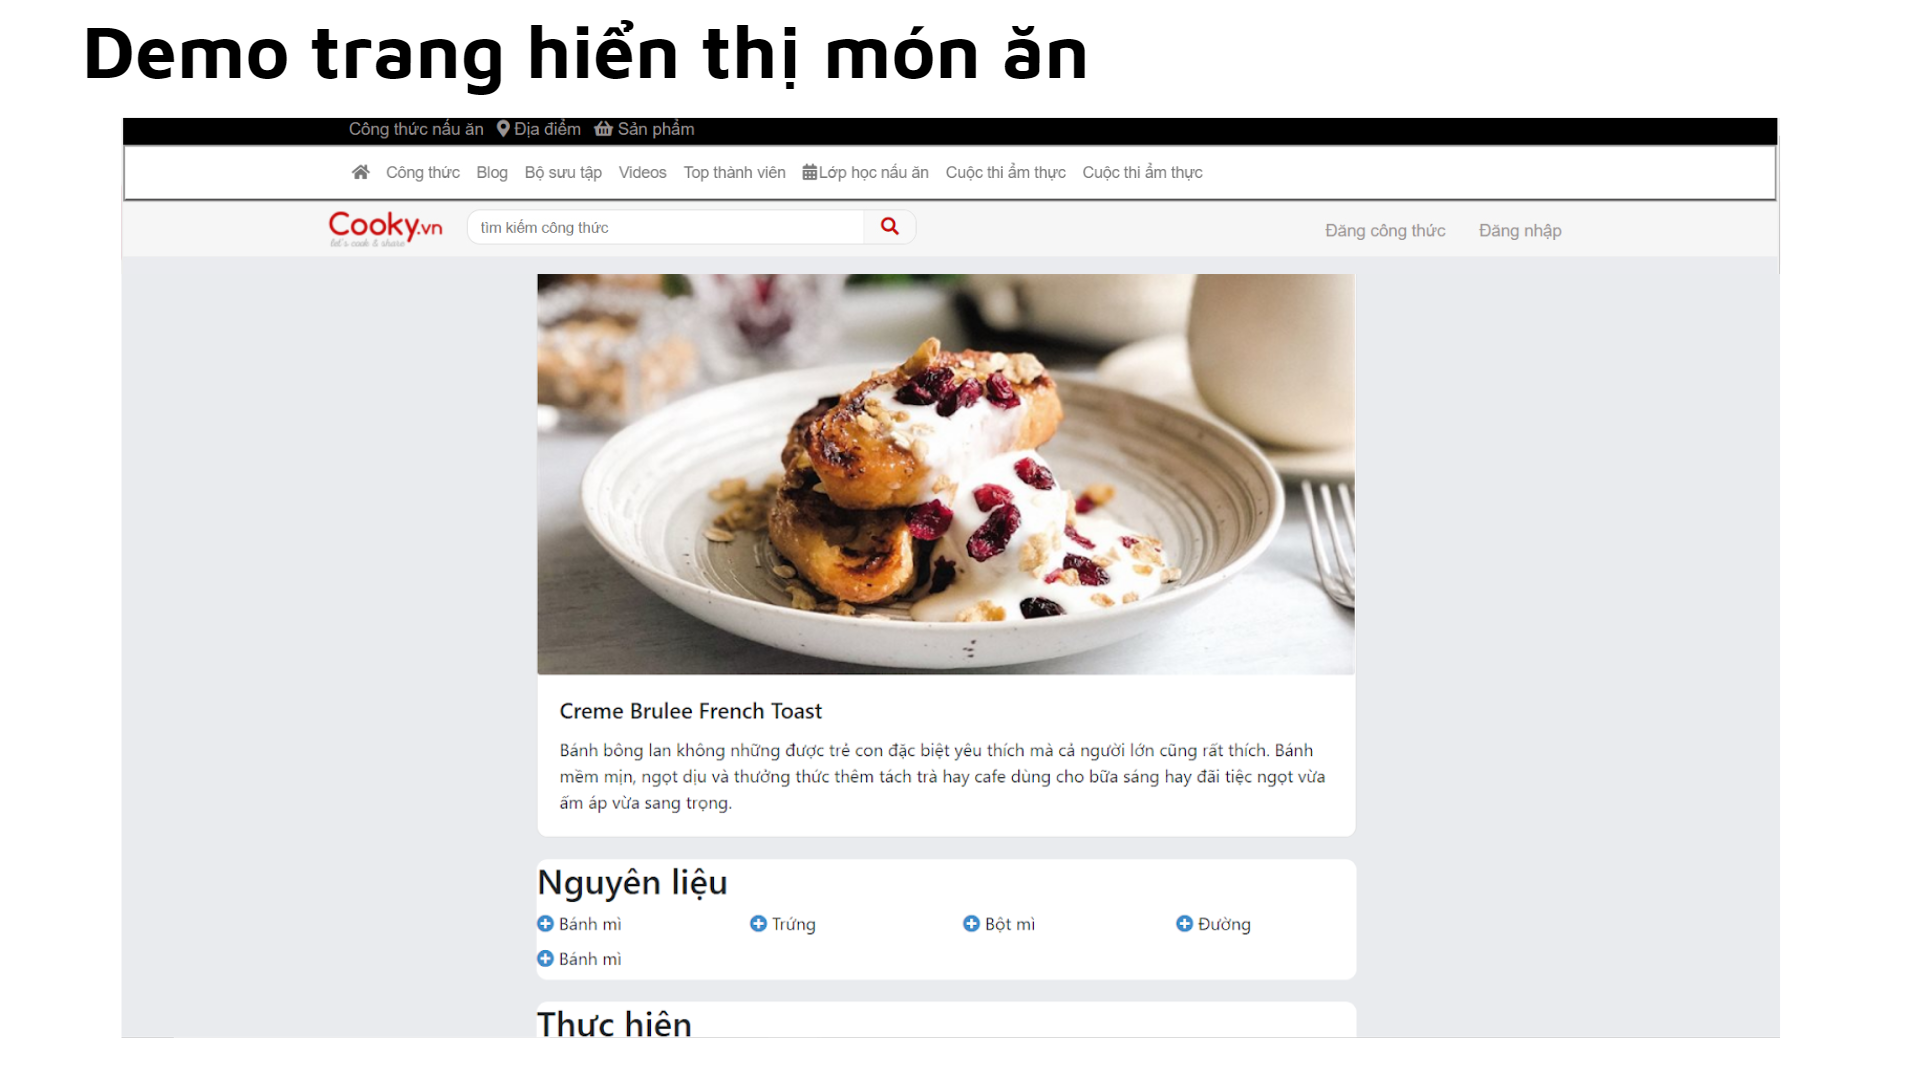 Demo trang hiển thị món ăn
Công thức nấu ăn Địa điểm Sản phẩm
Công thức Blog Bộ sưu tập Videos Top thành viên Lớp học nấu ăn Cuộc thi ẩm thực Cuộc thi ẩm thực
Cooky.vn
let's cook & share
tìm kiếm công thức
Đăng công thức Đăng nhập
Creme Brulee French Toast
Bánh bông lan không những được trẻ con đặc biệt yêu thích mà cả người lớn cũng rất thích. Bánh
mềm mịn, ngọt dịu và thưởng thức thêm tách trà hay cafe dùng cho bữa sáng hay đãi tiệc ngọt vừa
ấm áp vừa sang trọng.
Nguyên liệu
Bánh mì Trứng Bột mì Đường
Bánh mì
Thực hiện